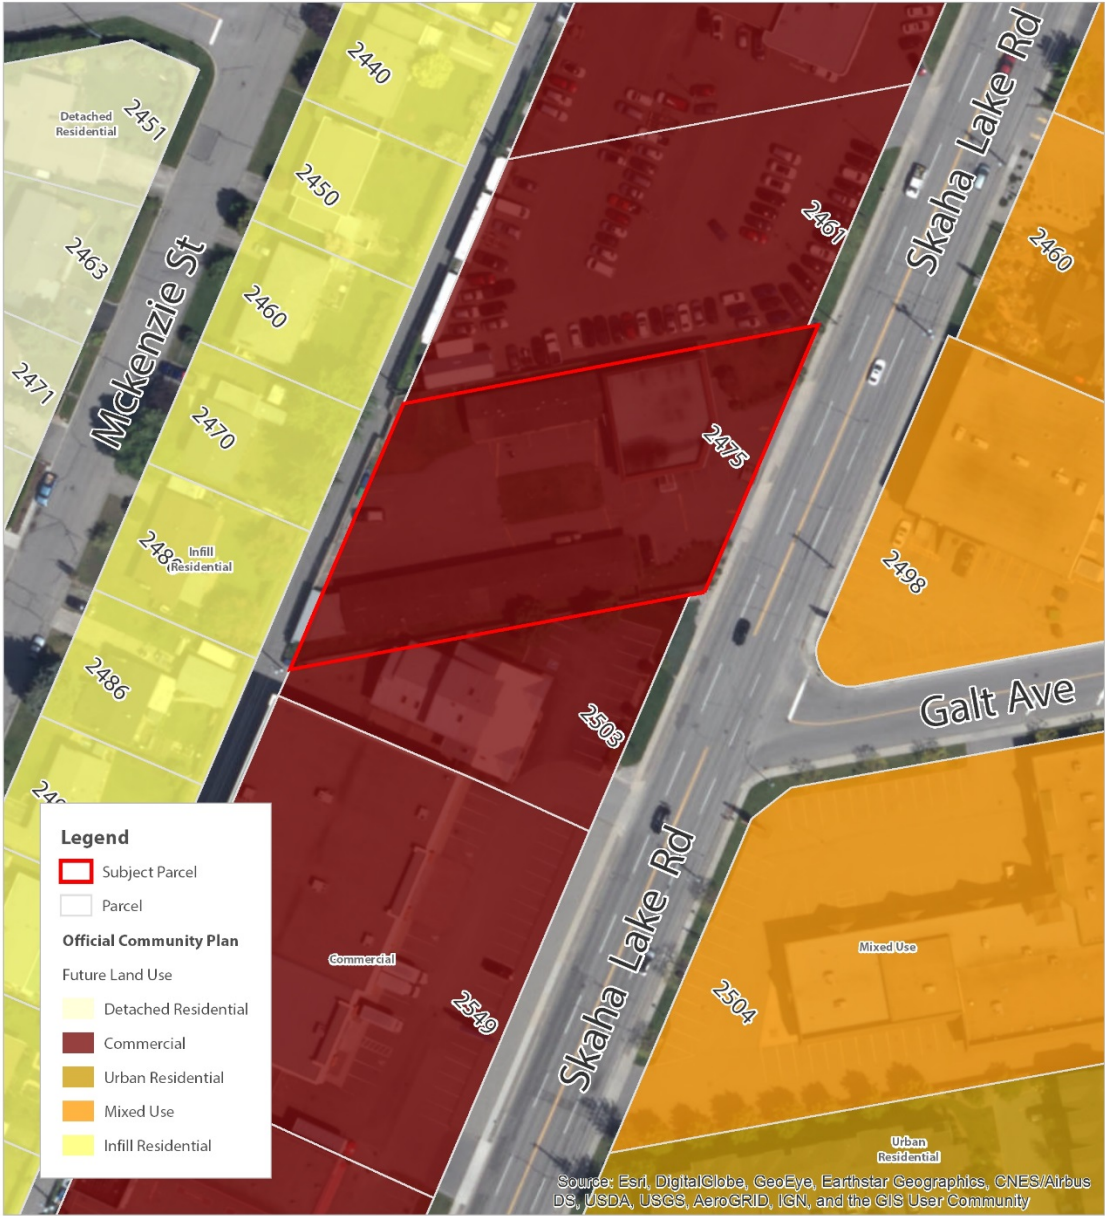 2440
Detached
Residential
2451
2450
Skaha Lake Rd
2461
2460
2463
Mckenzie St
2460
2471
2470
2475
Infill
Residential
2498
2486
Galt Ave
2503
Legend
Subject Parcel
Parcel
Official Community Plan
Future Land Use
Detached Residential
Commercial
Urban Residential
Mixed Use
Infill Residential
Skaha Lake Rd
Commercial
Mixed Use
2549
2504
Urban
Residential
Source: Esri, DigitalGlobe, GeoEye, Earthstar Geographics, CNES/Airbus
DS, USDA, USGS, AeroGRID, IGN, and the GIS User Community